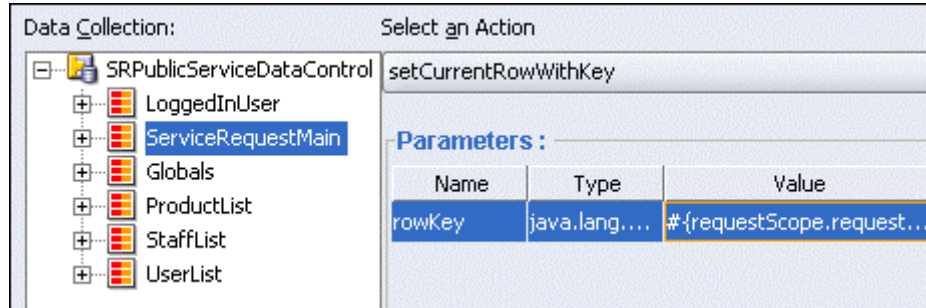 Data Collection:
Select an Action
SRPublicServiceDataControl
setCurrentRowWithKey
LoggedInUser
ServiceRequestMain
Globals
ProductList
StaffList
UserList
Parameters :
Name Type Value
rowKey java.lang.... #{requestScope.request...